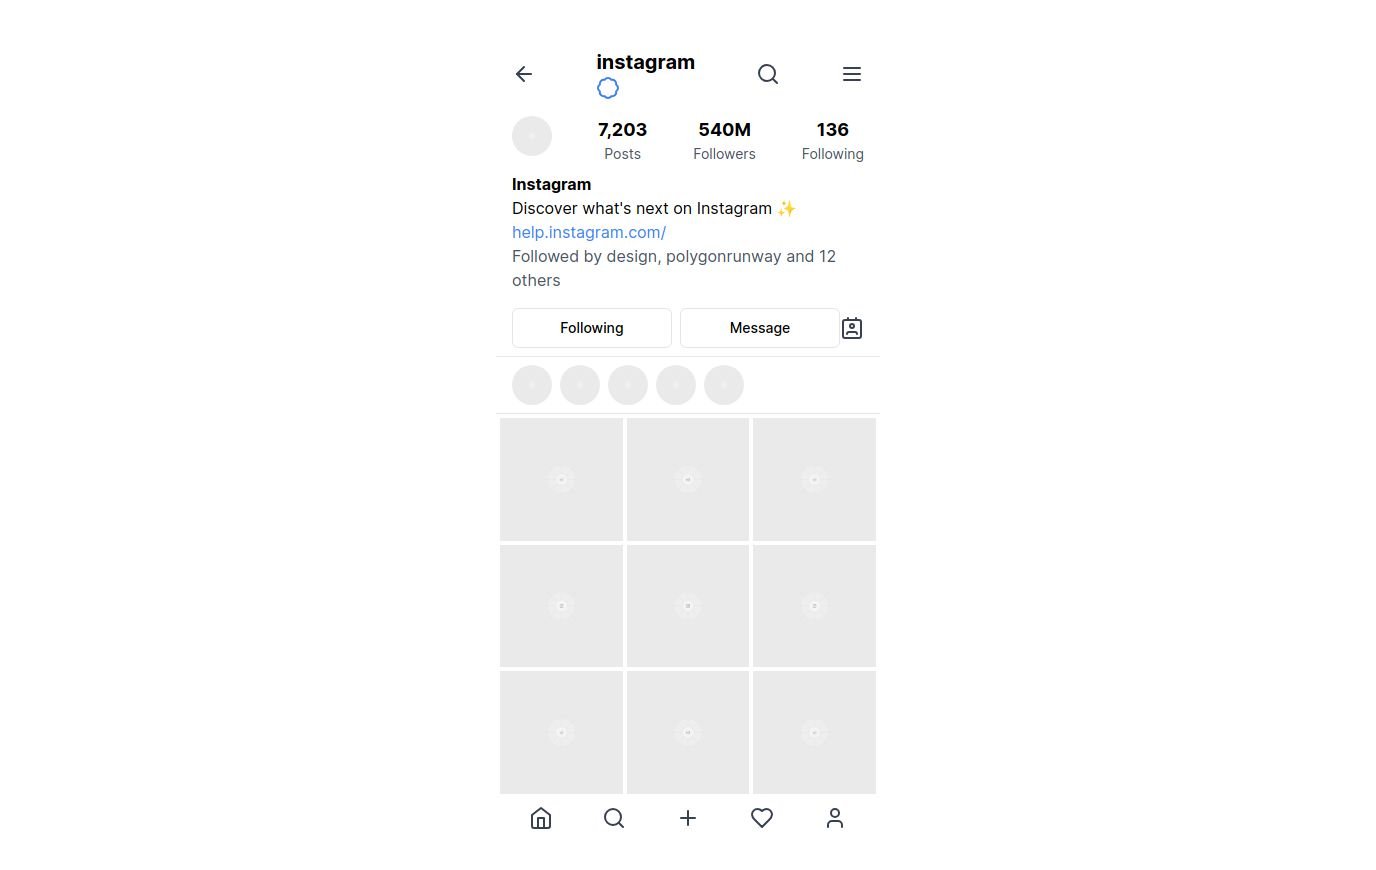 instagram
7,203 540M 136
Posts Followers Following
Instagram
Discover what's next on Instagram ✨
help.instagram.com/
Followed by design, polygonrunway and 12
others
Following Message